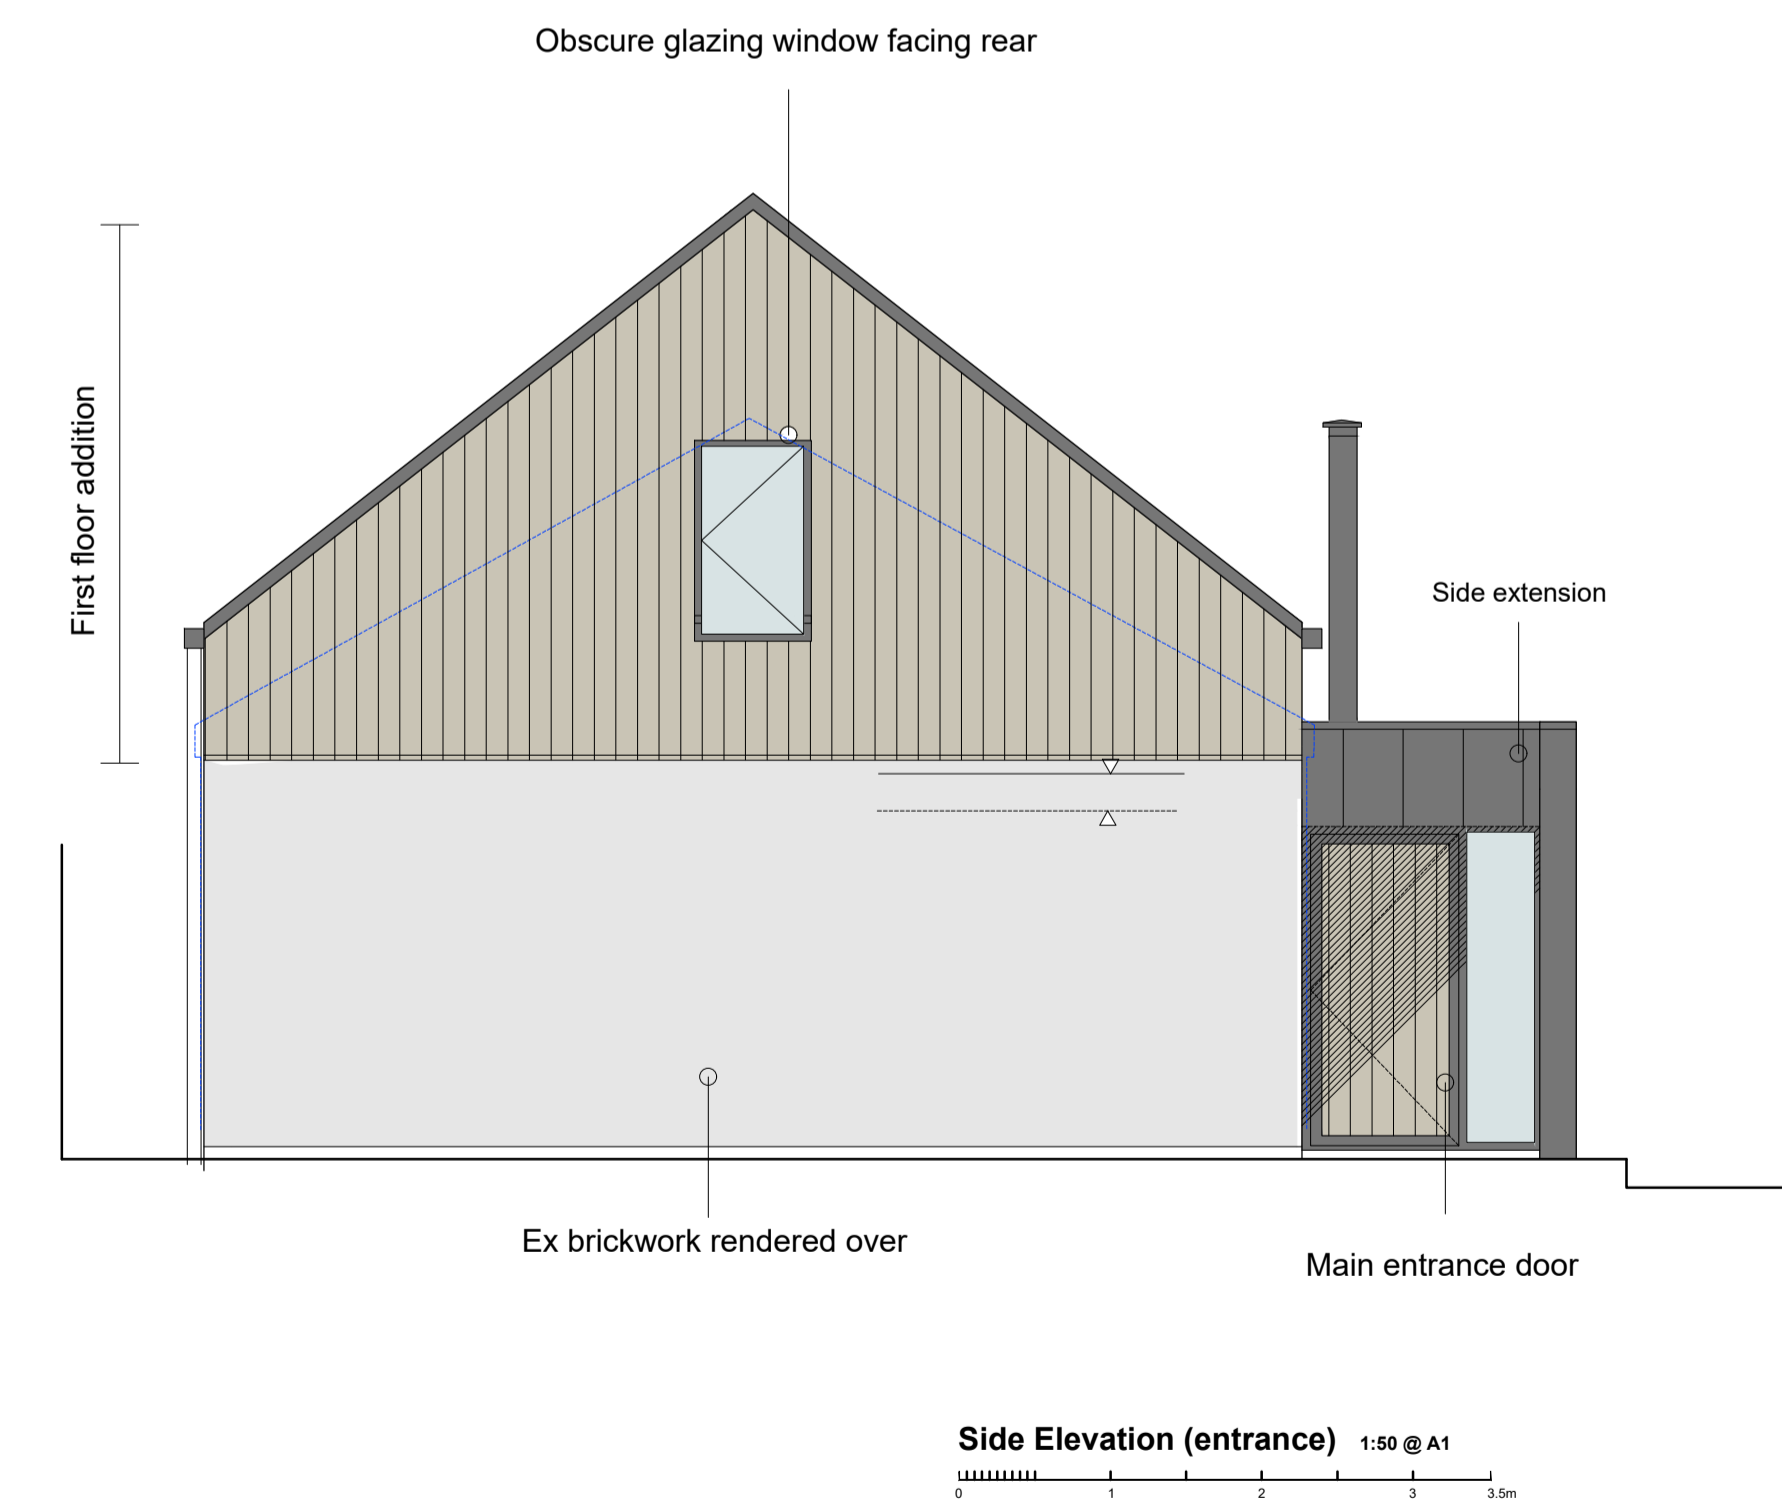 Obscure glazing window facing rear
First floor addition
Side extension
Ex brickwork rendered over
Main entrance door
Side Elevation (entrance) 1:50 @ A1
0 1 2 3 3.5m